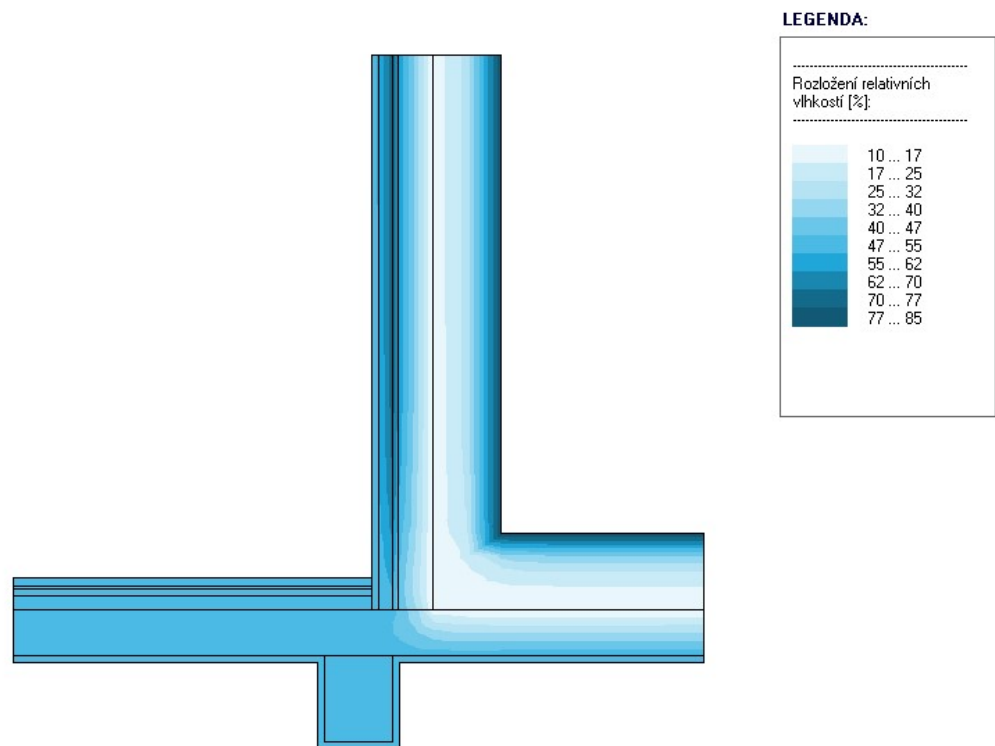 LEGENDA:
Rozložení relativních
vlhkostí [%]:
10 ... 17
17 ... 25
25 ... 32
32 ... 40
40 ... 47
47 ... 55
55 ... 62
62 ... 70
70 ... 77
77 ... 85